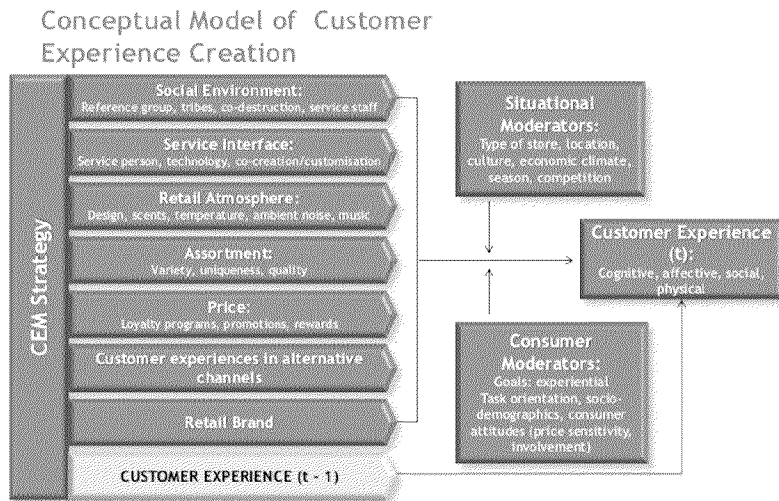 Conceptual Model of Customer
Experience Creation
CEM Strategy
Social Environment:
Reference group, tribes, co-destruction, service staff
Service Interface:
Service person, technology, co-creation/customisation
Retail Atmosphere:
Design, scents, temperature, ambient noise, music
Assortment:
Variety, uniqueness, quality
Price:
Loyalty programs, promotions, rewards
Customer experiences in alternative
channels
Retail Brand
CUSTOMER EXPERIENCE (t - 1)
Situational
Moderators:
Type of store, location,
culture, economic climate,
season, competition
Customer Experience
(t):
Cognitive, affective, social,
physical
Consumer
Moderators:
Goals: experiential
Task orientation, socio-
demographics, consumer
attitudes (price sensitivity,
involvement)